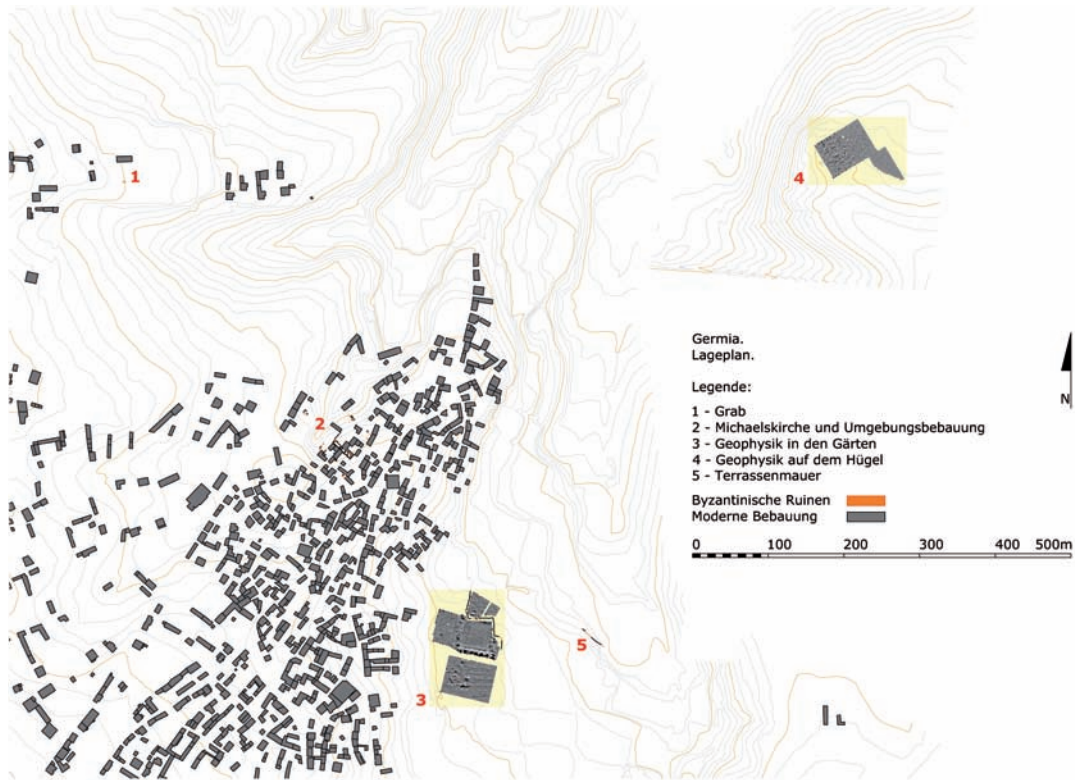 1
4
Germia.
Lageplan.
N
Legende:
1 - Grab
2 - Michaelskirche und Umgebungsbebauung
3 - Geophysik in den Gärten
4 - Geophysik auf dem Hügel
5 - Terrassenmauer
Byzantinische Ruinen
Moderne Bebauung
0 100 200 300 400 500m
2
5
3